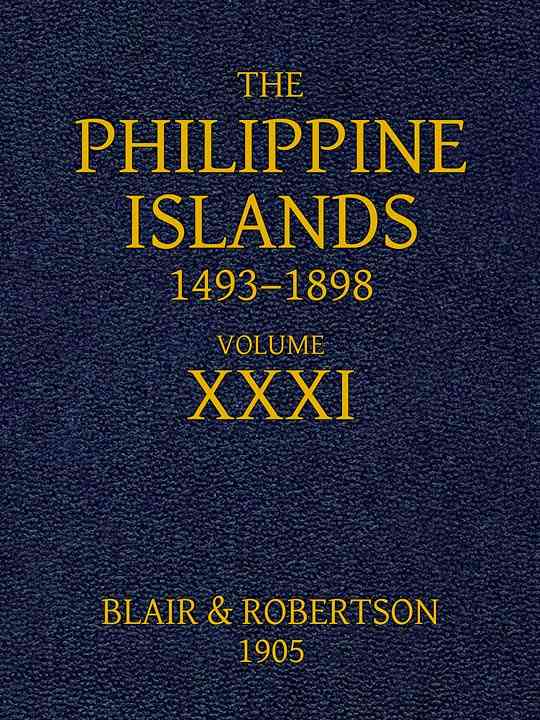 THE
PHILIPPINE
ISLANDS
1493–1898
VOLUME
XXXI
BLAIR & ROBERTSON
1905